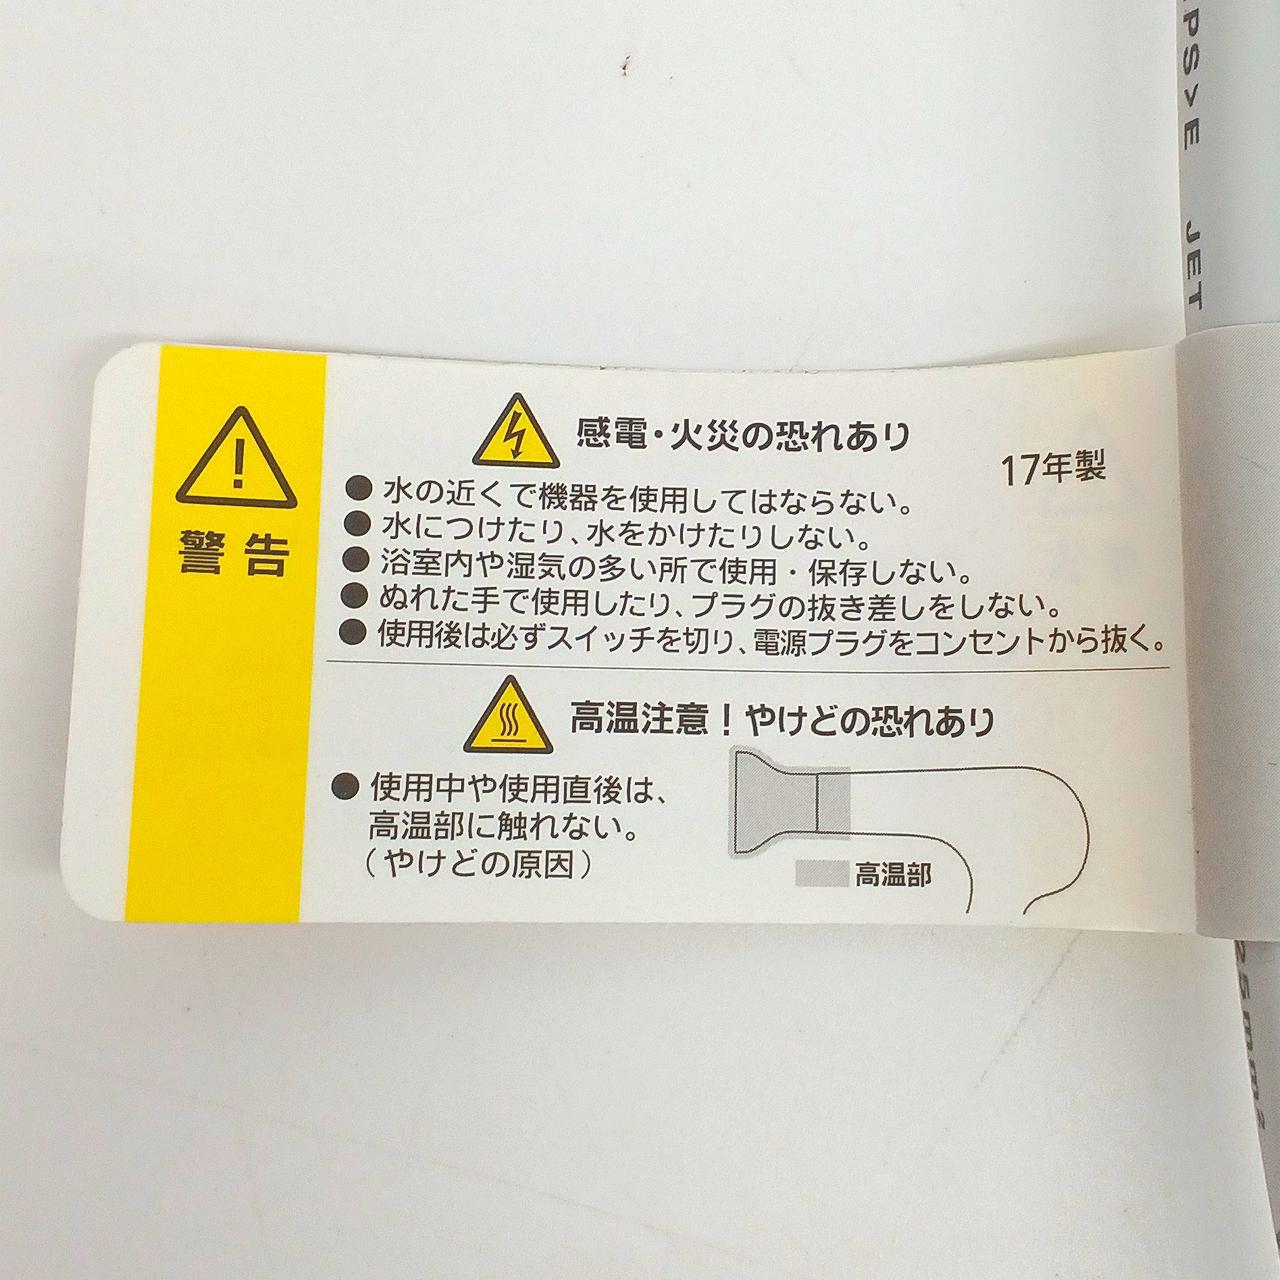 PS>E JET
警告
感電・火災の恐れあり
17年製
●水の近くで機器を使用してはならない。
●水につけたり、水をかけたりしない。
●浴室内や湿気の多い所で使用・保存しない。
●ぬれた手で使用したり、プラグの抜き差しをしない。
●使用後は必ずスイッチを切り、電源プラグをコンセントから抜く。
高温注意！やけどの恐れあり
●使用中や使用直後は、
高温部に触れない。
（やけどの原因）
高温部
25mm²